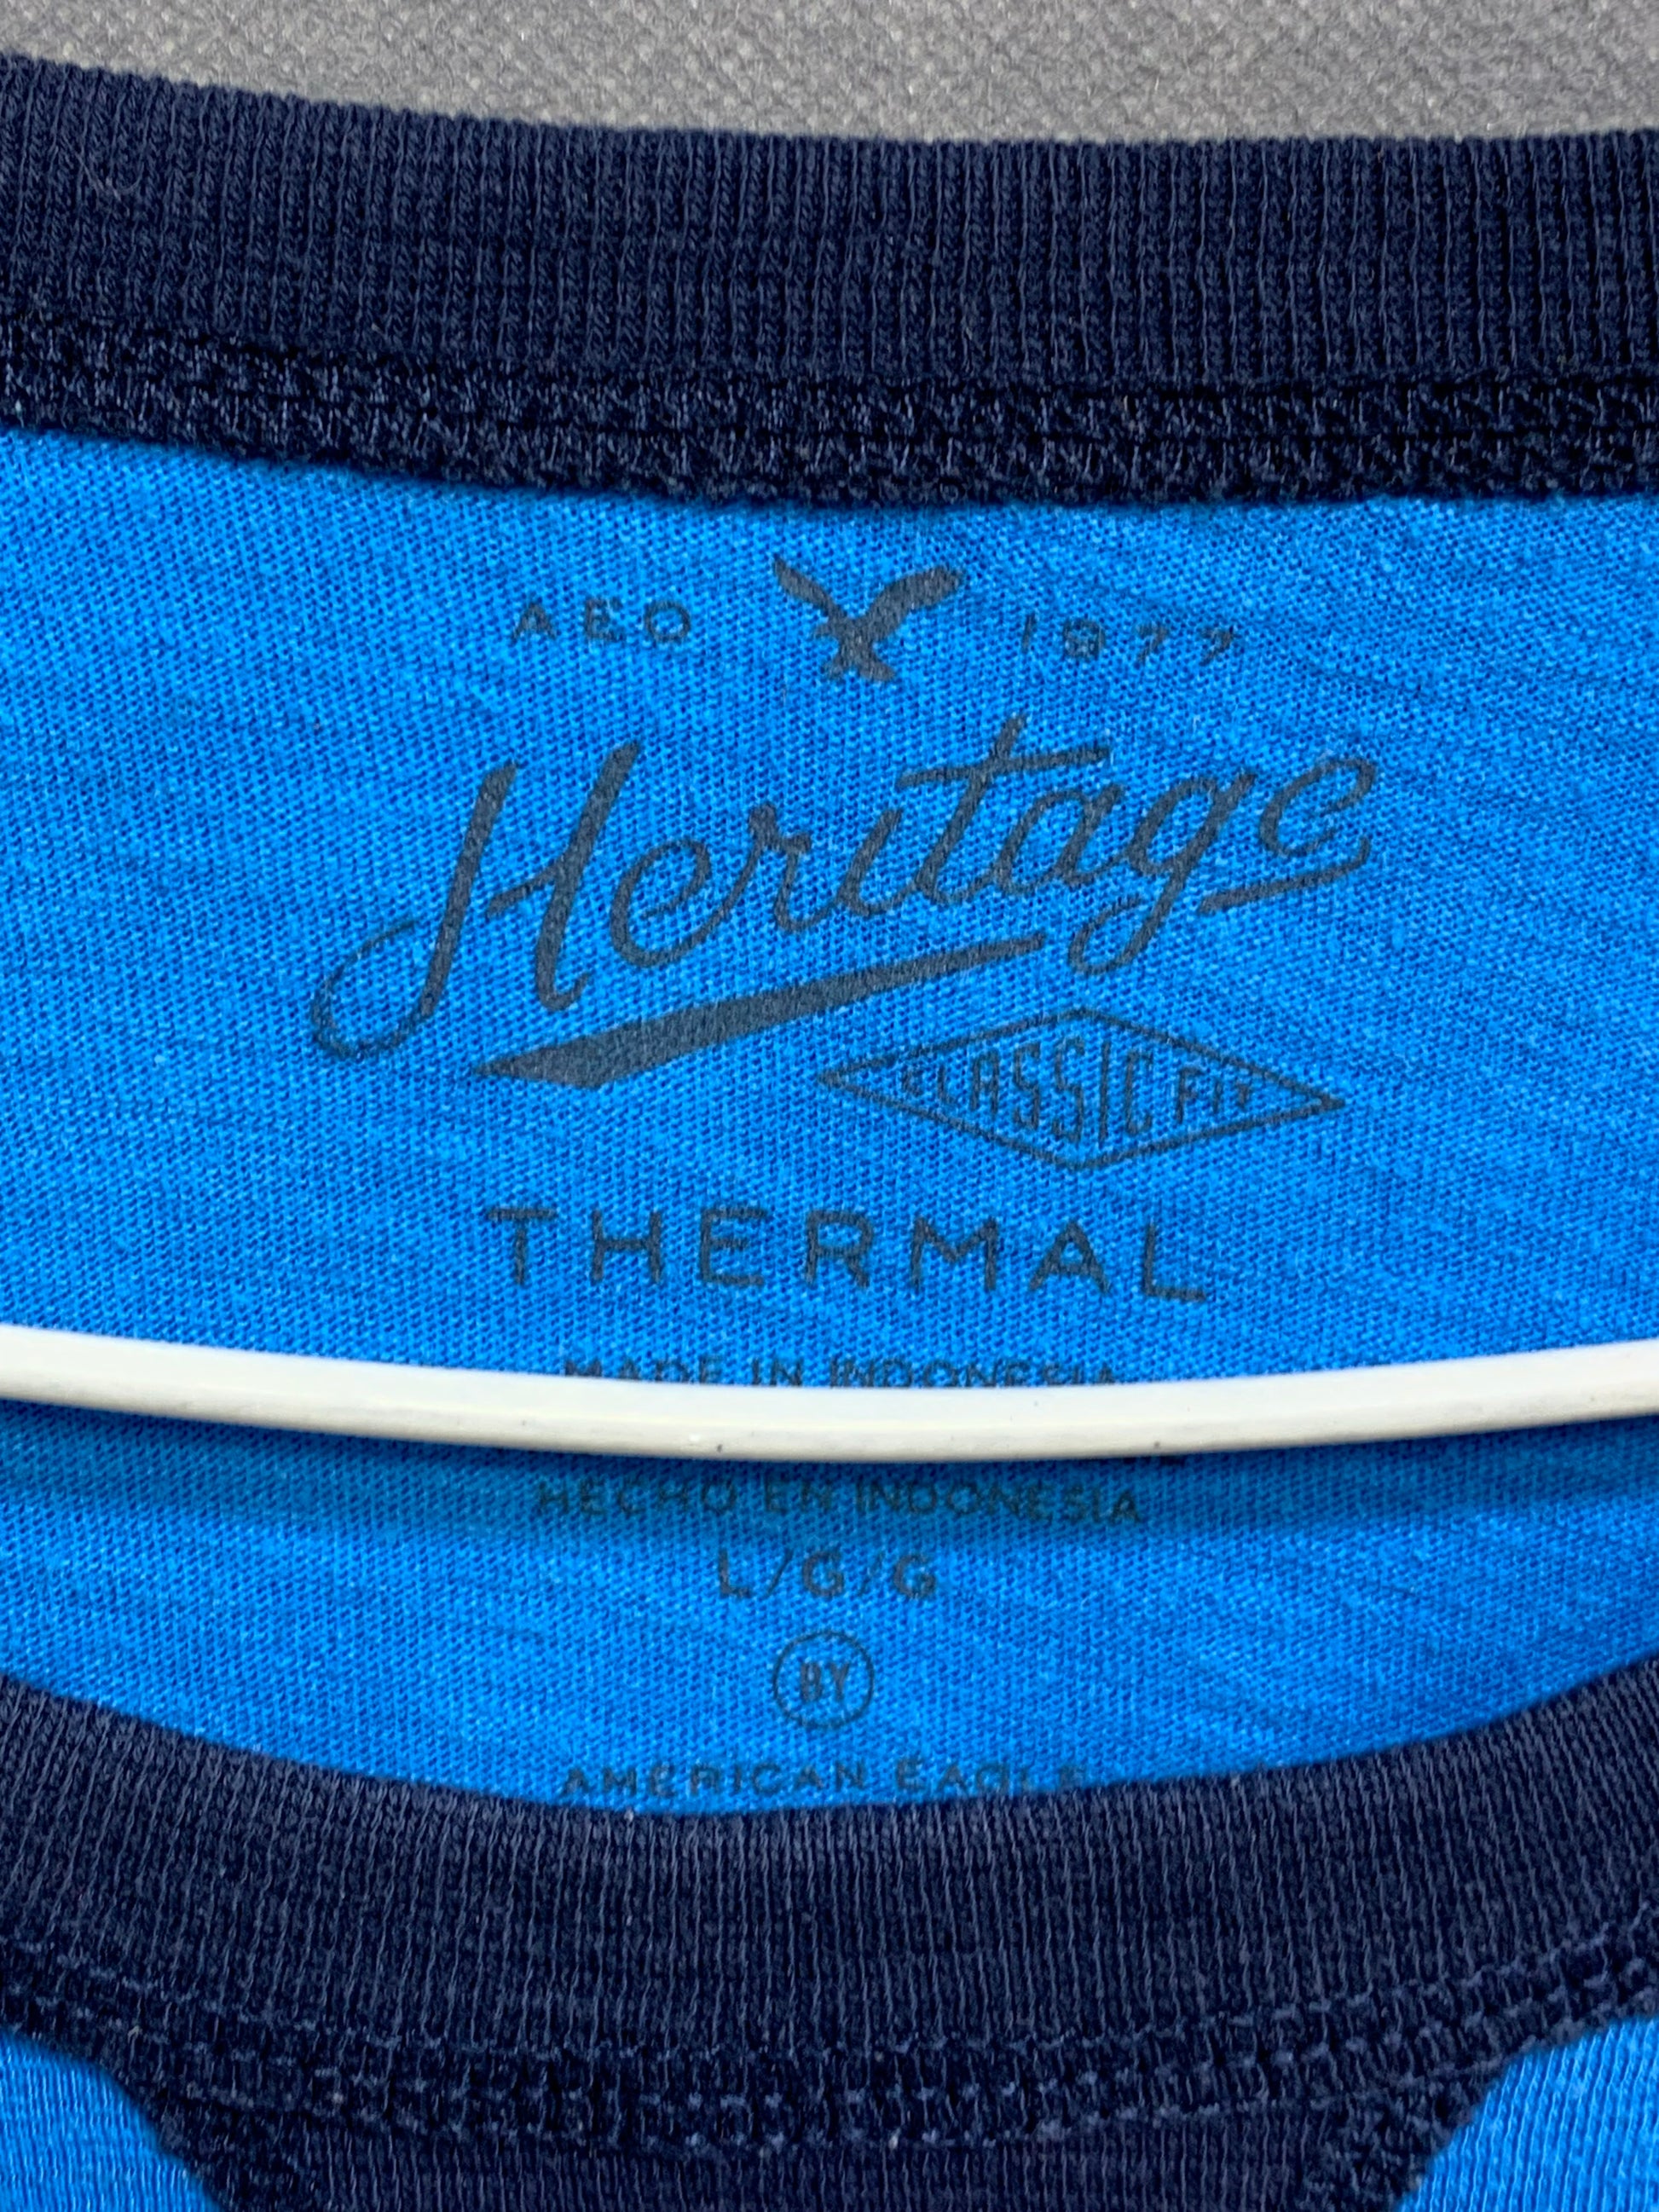 AEO 1977
Heritage
CLASSIC FIT
THERMAL
MADE IN INDONESIA
HECHO EN INDONESIA
L/G/G
BY
AMERICAN EAGLE